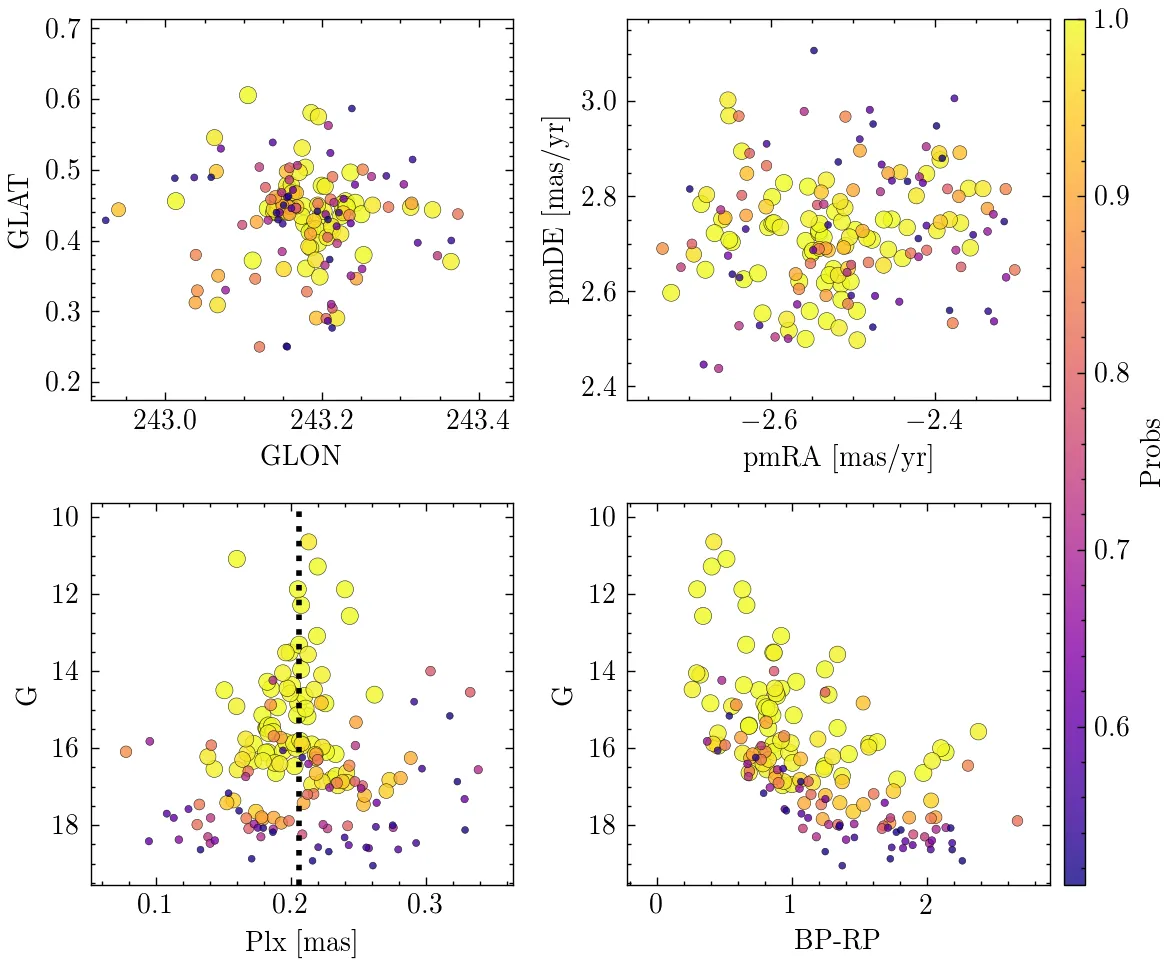 0.7
0.6
0.5
0.4
0.3
0.2
GLAT
243.0 243.2 243.4
GLON
3.0
2.8
2.6
2.4
pmDE [mas/yr]
−2.6 −2.4
pmRA [mas/yr]
1.0
0.9
0.8
0.7
0.6
Probs
10
12
14
16
18
G
0.1 0.2 0.3
Plx [mas]
10
12
14
16
18
G
0 1 2
BP-RP